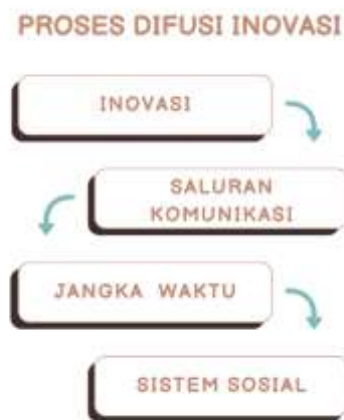 PROSES DIFUSI INOVASI
INOVASI
SALURAN
KOMUNIKASI
JANGKA WAKTU
SISTEM SOSIAL